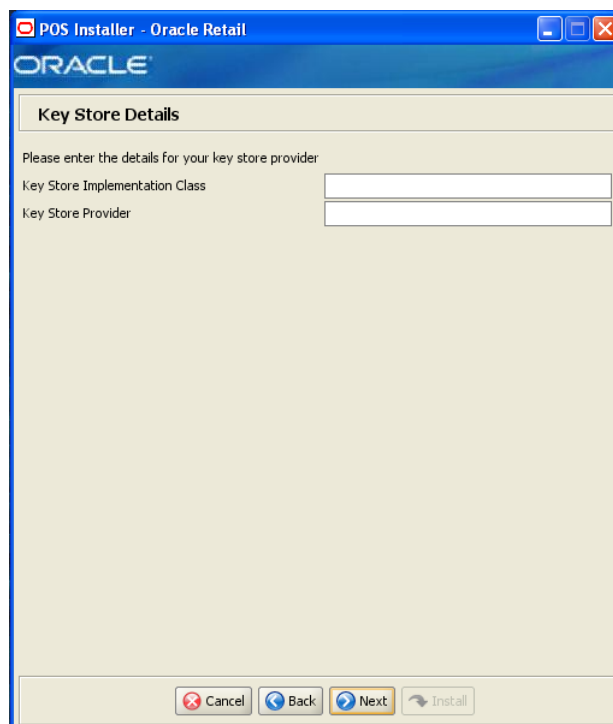 POS Installer - Oracle Retail
ORACLE
Key Store Details
Please enter the details for your key store provider
Key Store Implementation Class
Key Store Provider
Cancel Back Next Install